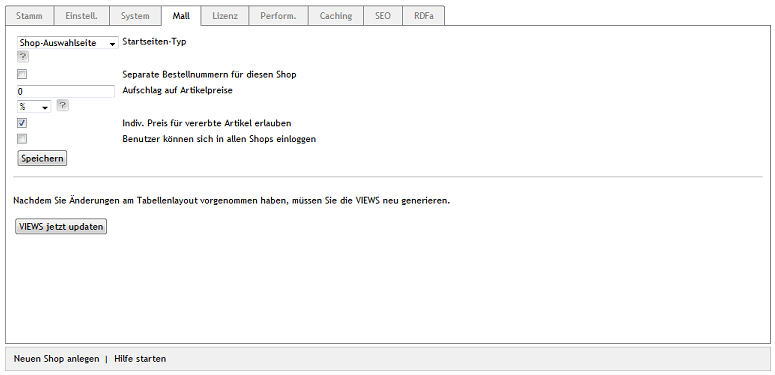 Stamm Einstell. System Mall Lizenz Perform. Caching SEO RDFa
Shop-Auswahlseite Startseiten-Typ
?
Separate Bestellnummern für diesen Shop
0 Aufschlag auf Artikelpreise
% ?
Indiv. Preis für vererbte Artikel erlauben
Benutzer können sich in allen Shops einloggen
Speichern
Nachdem Sie Änderungen am Tabellenlayout vorgenommen haben, müssen Sie die VIEWS neu generieren.
VIEWS jetzt updaten
Neuen Shop anlegen | Hilfe starten